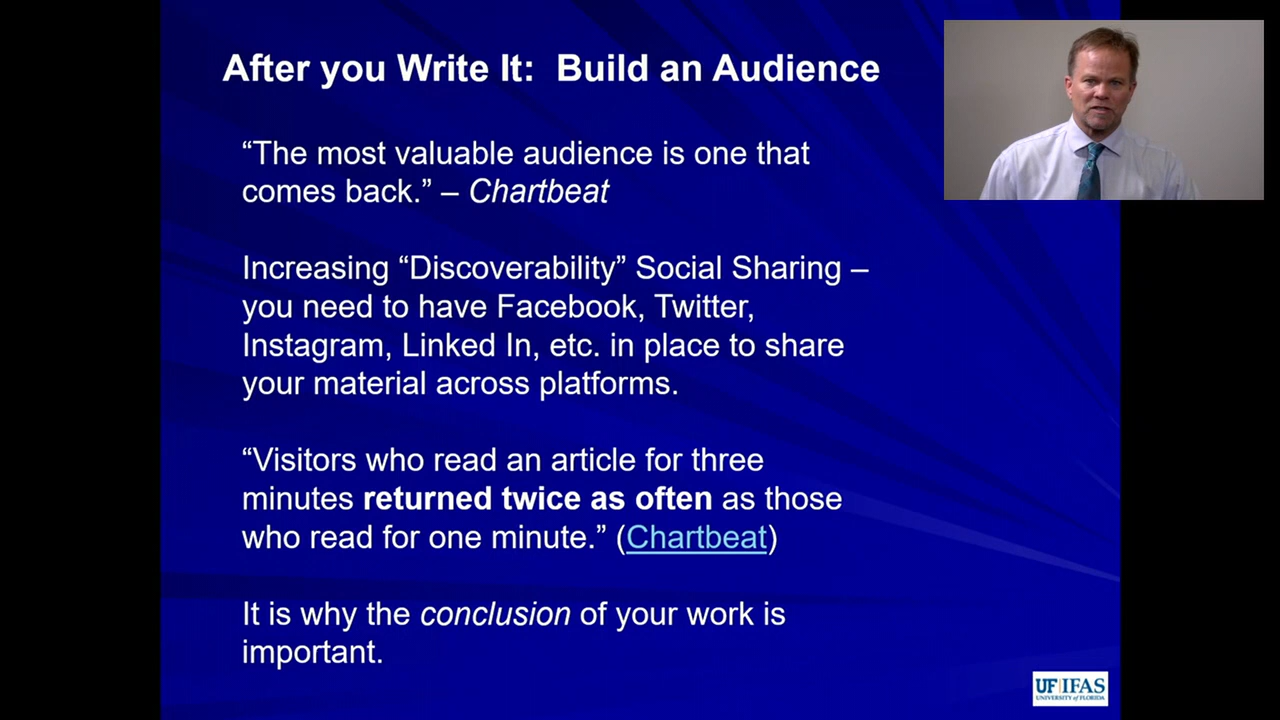 After you Write It: Build an Audience
“The most valuable audience is one that
comes back.” – Chartbeat
Increasing “Discoverability” Social Sharing –
you need to have Facebook, Twitter,
Instagram, Linked In, etc. in place to share
your material across platforms.
“Visitors who read an article for three
minutes returned twice as often as those
who read for one minute.” (Chartbeat)
It is why the conclusion of your work is
important.
UF|IFAS
UNIVERSITY of FLORIDA